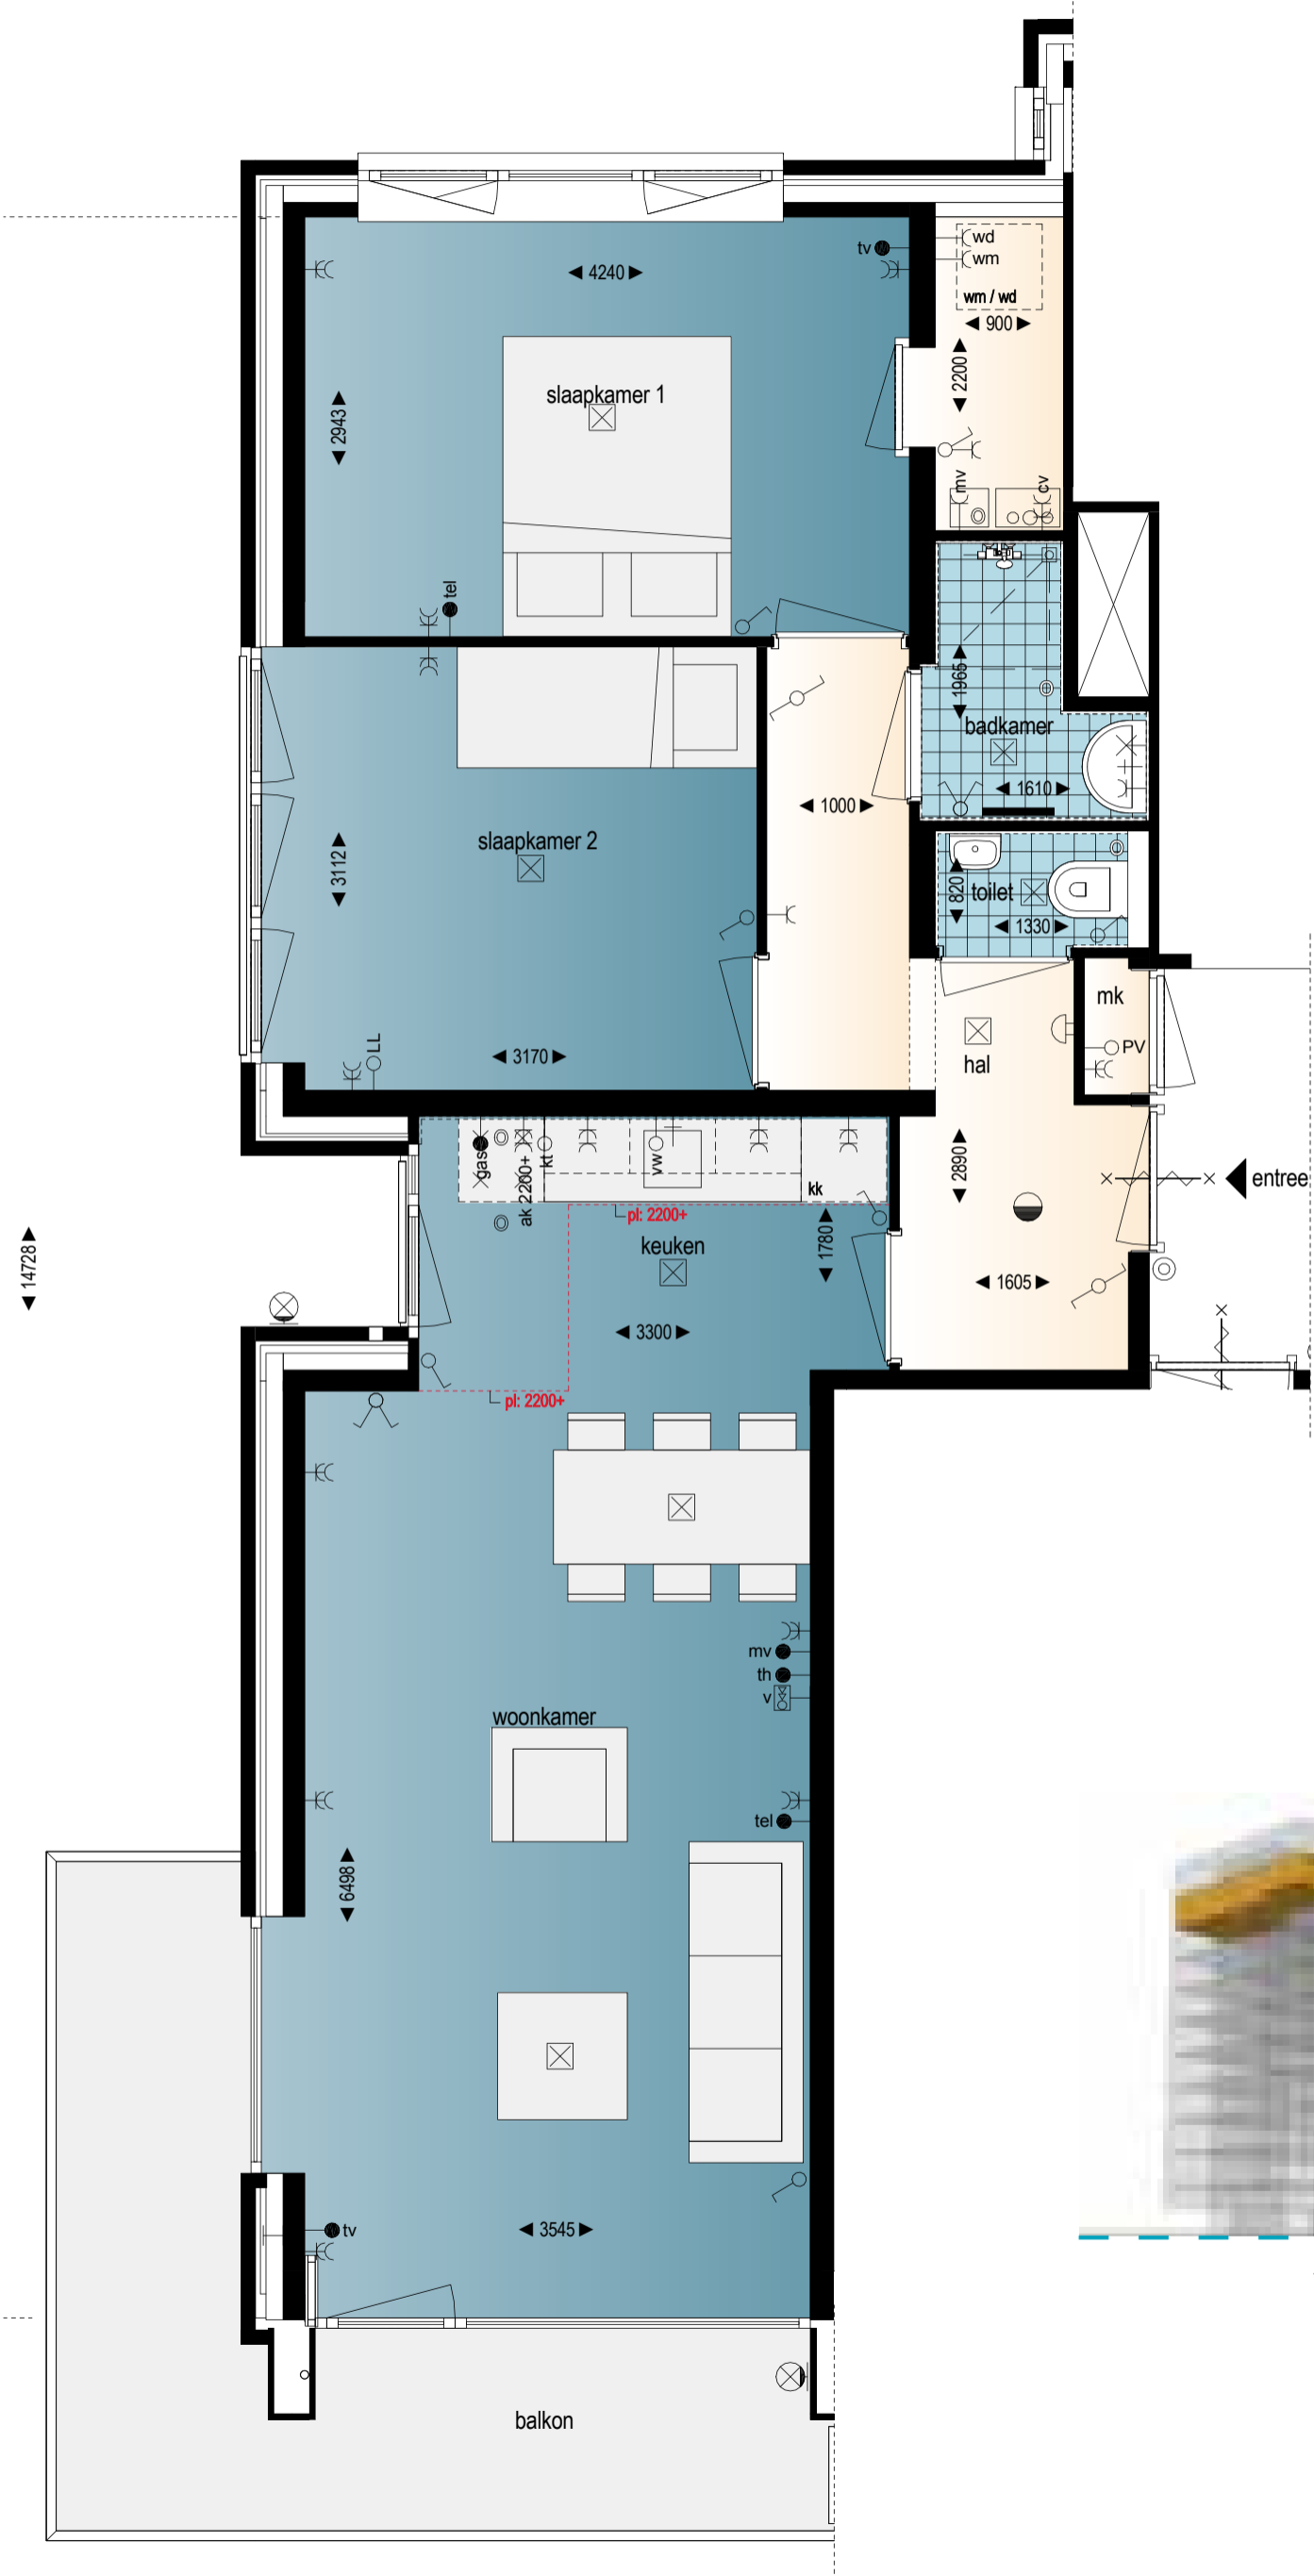 wd
tv
wm
4240
wm / wd
900
2200
slaapkamer 1
2943
mv
cv
tel
1965
badkamer
1610
1000
slaapkamer 2
3112
820
toilet
1330
mk
LL
3170
PV
hal
gas
ak 2200+
kt
vw
kk
2890
entree
pl: 2200+
1780
keuken
14728
1605
3300
pl: 2200+
mv
th
v
woonkamer
tel
6498
tv
3545
balkon